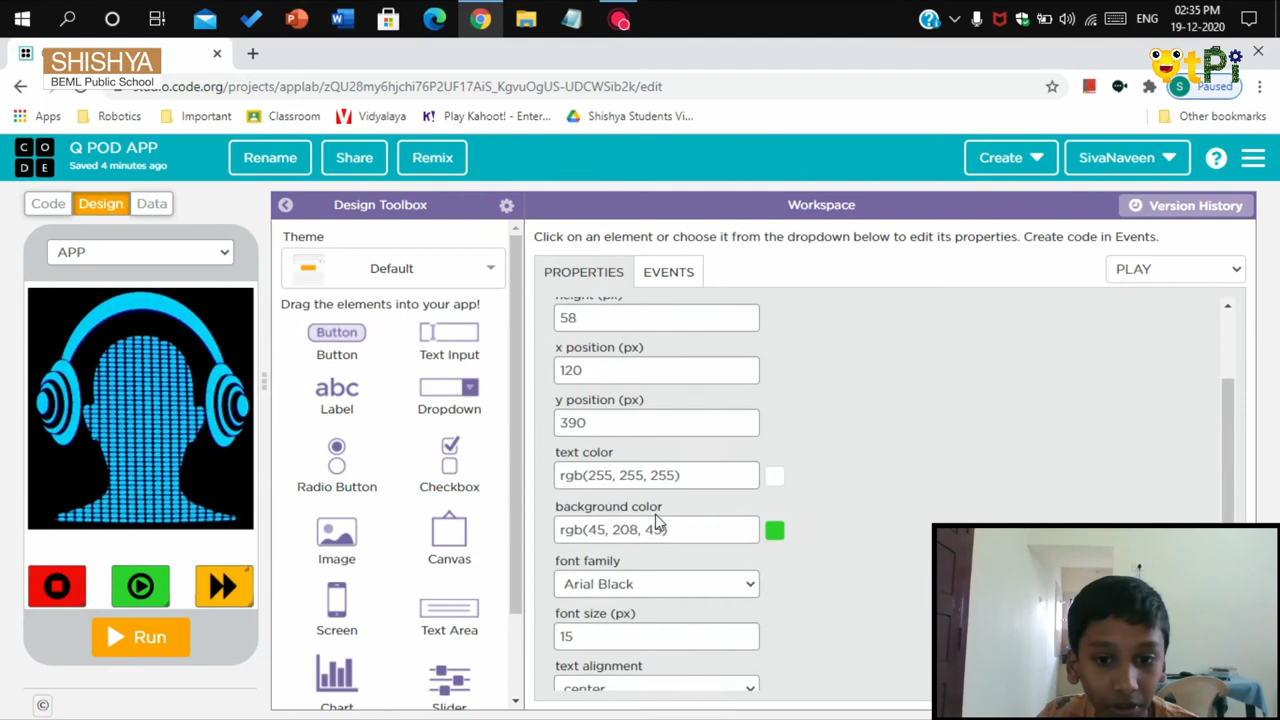 ENG
02:35 PM
19-12-2020
SHISHYA
BEML Public School
tPi
studio.code.org/projects/applab/zQU28my6hjchi76P2UF17AiS_KgvuOgUS-UDCWSib2k/edit
S
Paused
Apps
Robotics
Important
Classroom
Vidyalaya
Play Kahoot! - Enter...
Shishya Students Vi...
Other bookmarks
C O
D E
Q POD APP
Saved 4 minutes ago
Rename
Share
Remix
Create
SivaNaveen
?
Code
Design
Data
Design Toolbox
Workspace
Version History
APP
Theme
Default
Drag the elements into your app!
Button
Button
Text Input
abc
Label
Dropdown
Radio Button
Checkbox
Image
Canvas
Screen
Text Area
Chart
Slider
Run
©
Click on an element or choose it from the dropdown below to edit its properties. Create code in Events.
PROPERTIES
EVENTS
PLAY
height (px)
58
x position (px)
120
y position (px)
390
text color
rgb(255, 255, 255)
background color
rgb(45, 208, 45)
font family
Arial Black
font size (px)
15
text alignment
center